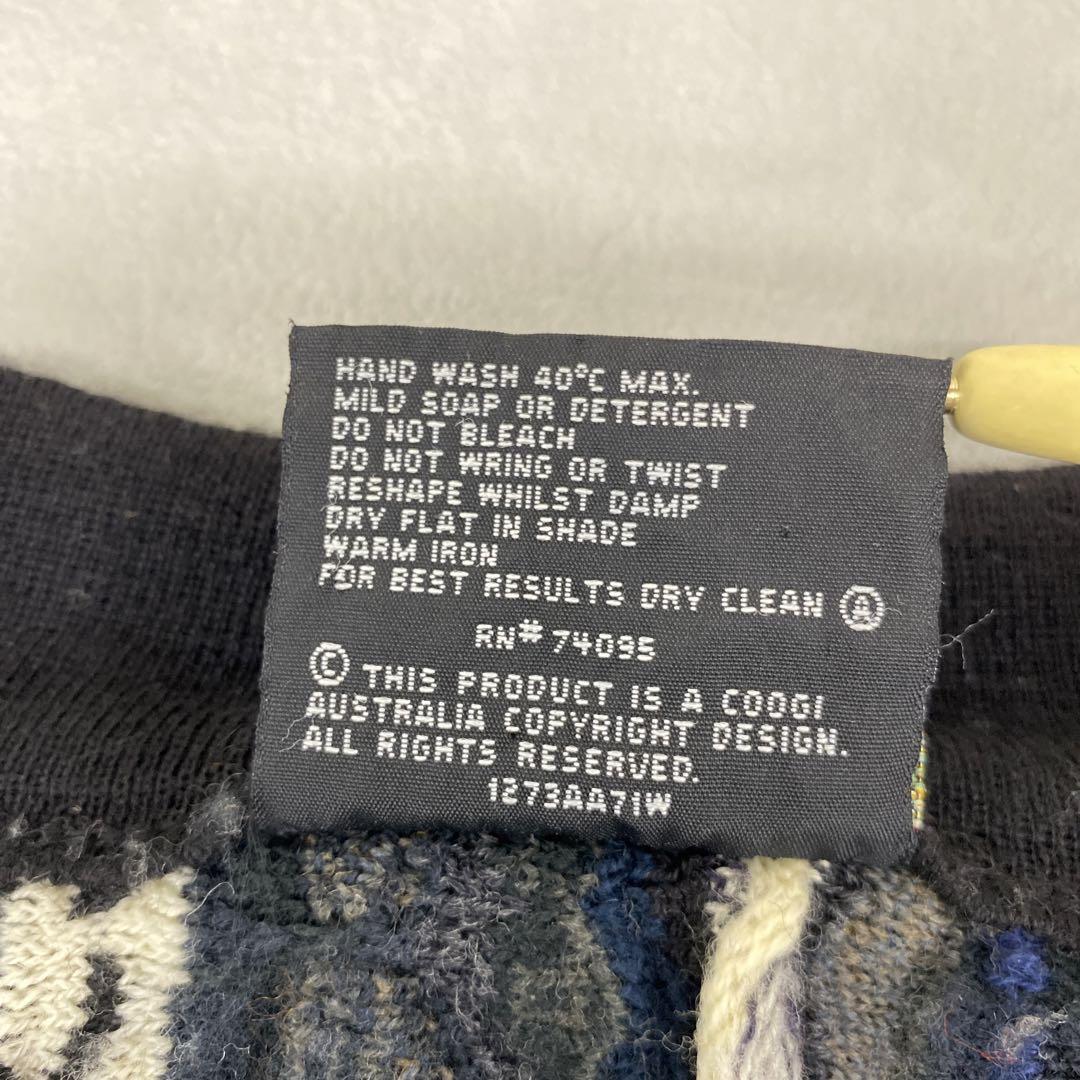 HAND WASH 40°C MAX.
MILD SOAP OR DETERGENT
DO NOT BLEACH
DO NOT WRING OR TWIST
RESHAPE WHILST DAMP
DRY FLAT IN SHADE
WARM IRON
FOR BEST RESULTS DRY CLEAN Ⓐ
RN# 74095
© THIS PRODUCT IS A COOGI
AUSTRALIA COPYRIGHT DESIGN.
ALL RIGHTS RESERVED.
1273AA71W